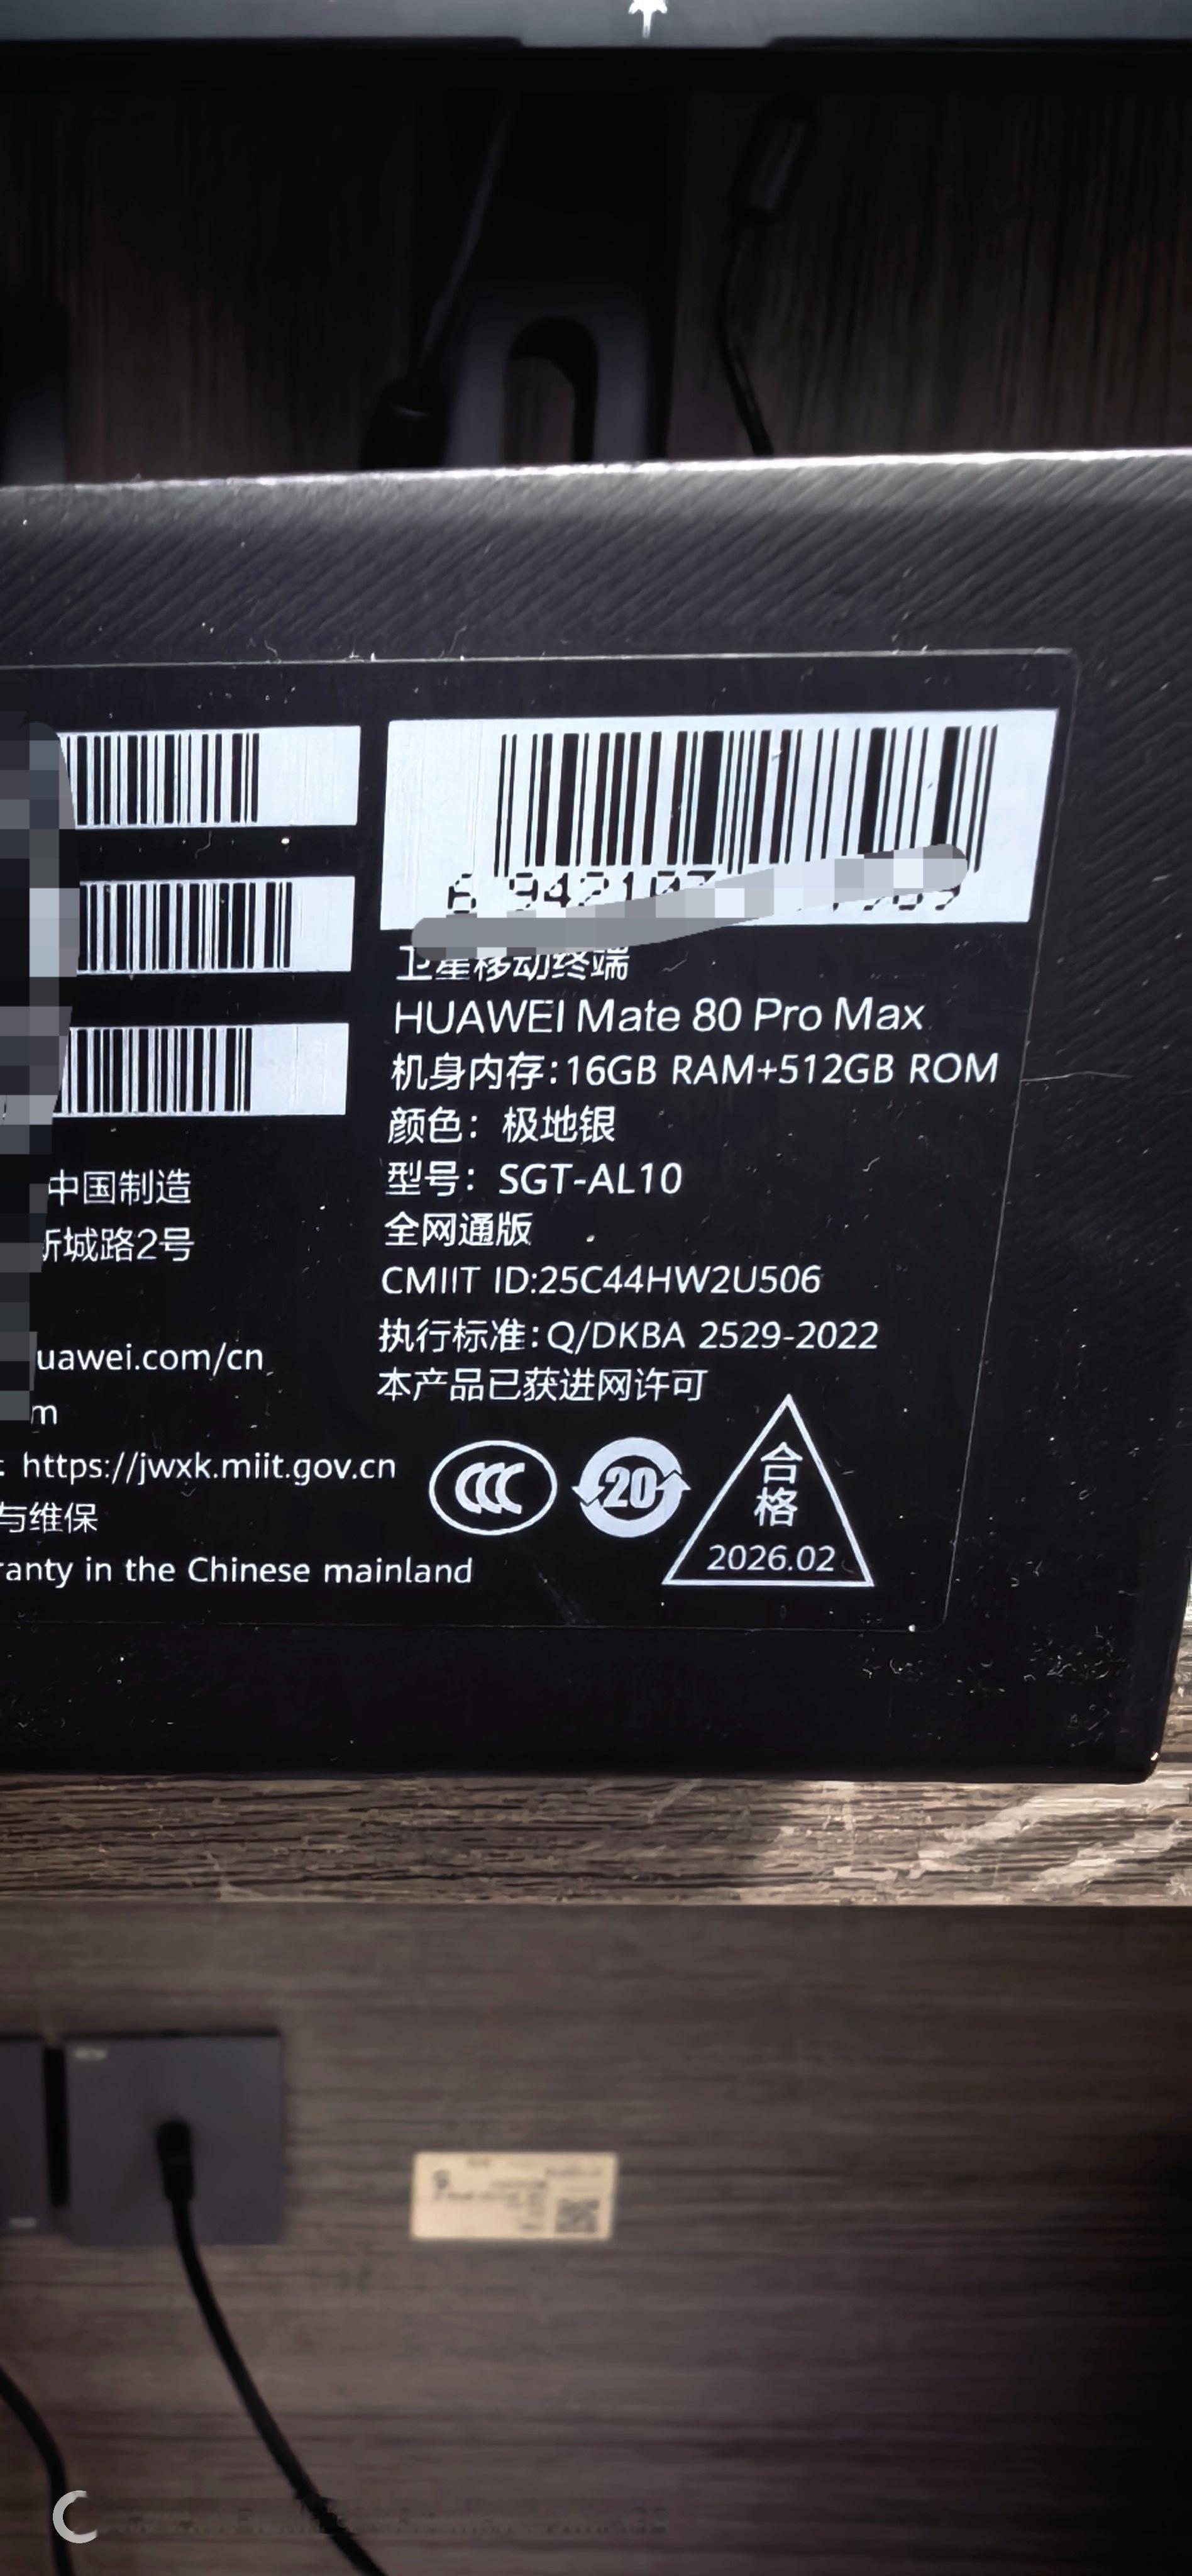 卫星移动终端
HUAWEI Mate 80 Pro Max
机身内存:16GB RAM+512GB ROM
颜色: 极地银
型号: SGT-AL10
全网通版
CMIIT ID:25C44HW2U506
执行标准:Q/DKBA 2529-2022
本产品已获进网许可
CCC
20
合格
2026.02
中国制造
新城路2号
uawei.com/cn
m
: https://jwxk.miit.gov.cn
与维保
ranty in the Chinese mainland